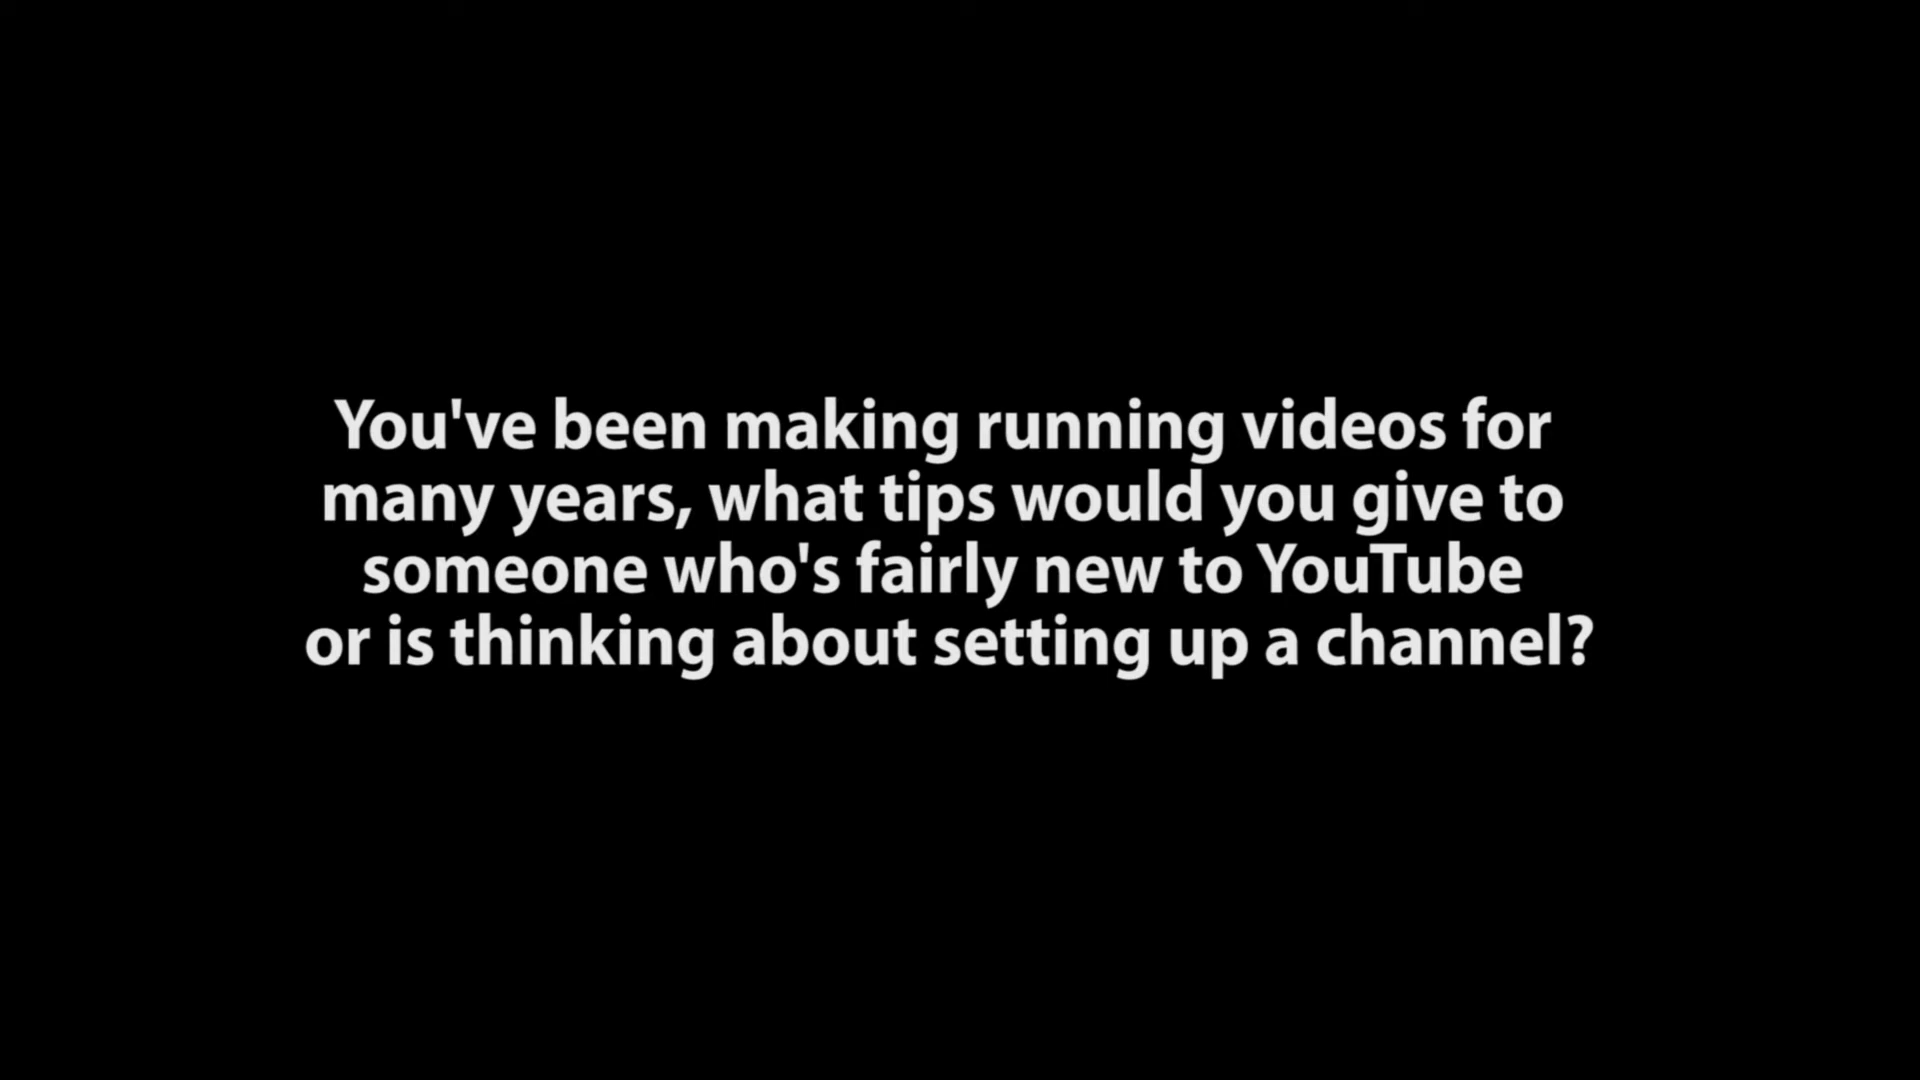 You've been making running videos for
many years, what tips would you give to
someone who's fairly new to YouTube
or is thinking about setting up a channel?